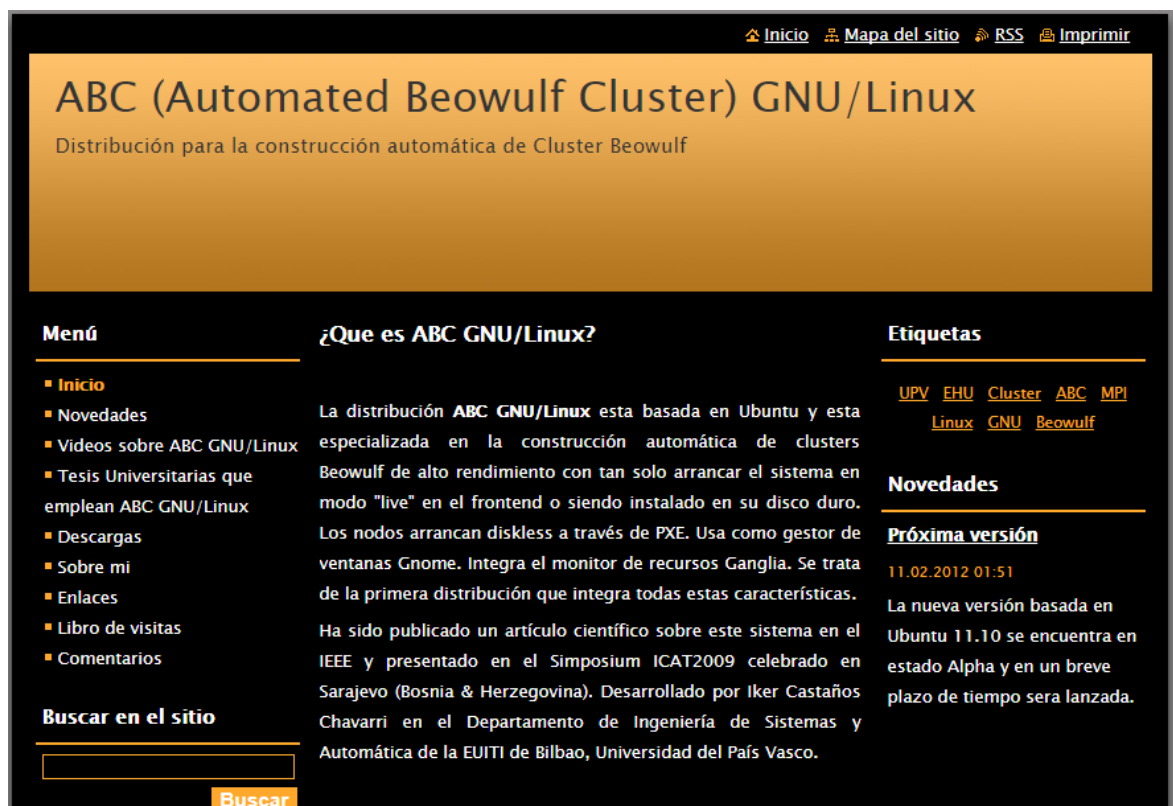 Inicio Mapa del sitio RSS Imprimir
ABC (Automated Beowulf Cluster) GNU/Linux
Distribución para la construcción automática de Cluster Beowulf
Menú
Inicio
Novedades
Videos sobre ABC GNU/Linux
Tesis Universitarias que
emplean ABC GNU/Linux
Descargas
Sobre mi
Enlaces
Libro de visitas
Comentarios
Buscar en el sitio
Buscar
¿Que es ABC GNU/Linux?
La distribución ABC GNU/Linux esta basada en Ubuntu y esta
especializada en la construcción automática de clusters
Beowulf de alto rendimiento con tan solo arrancar el sistema en
modo "live" en el frontend o siendo instalado en su disco duro.
Los nodos arrancan diskless a través de PXE. Usa como gestor de
ventanas Gnome. Integra el monitor de recursos Ganglia. Se trata
de la primera distribución que integra todas estas características.
Ha sido publicado un artículo científico sobre este sistema en el
IEEE y presentado en el Simposium ICAT2009 celebrado en
Sarajevo (Bosnia & Herzegovina). Desarrollado por Iker Castaños
Chavarri en el Departamento de Ingeniería de Sistemas y
Automática de la EUITI de Bilbao, Universidad del País Vasco.
Etiquetas
UPV EHU Cluster ABC MPI
Linux GNU Beowulf
Novedades
Próxima versión
11.02.2012 01:51
La nueva versión basada en
Ubuntu 11.10 se encuentra en
estado Alpha y en un breve
plazo de tiempo sera lanzada.